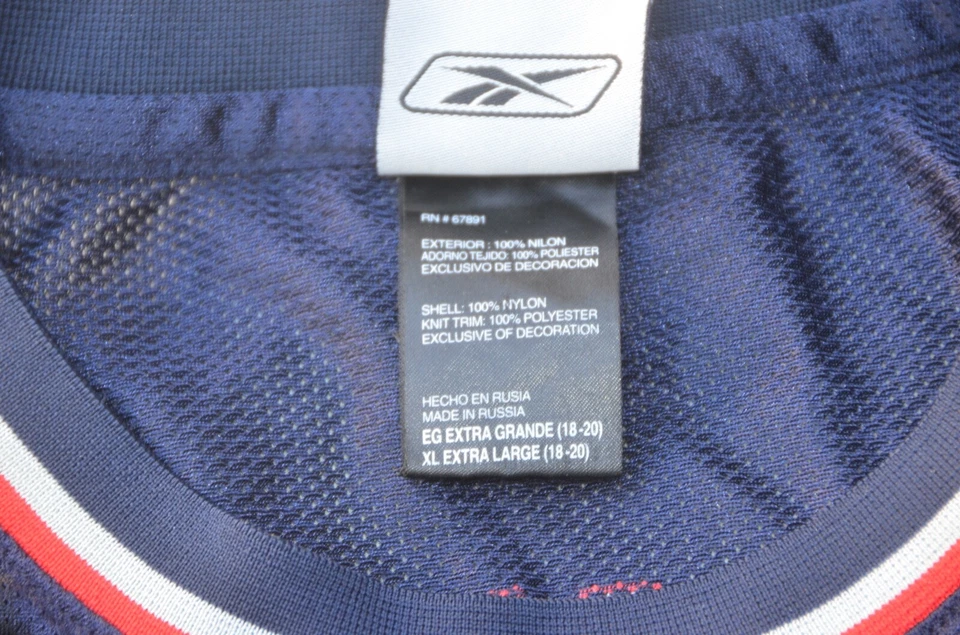 RN # 67891
EXTERIOR : 100% NILON
ADORNO TEJIDO: 100% POLIESTER
EXCLUSIVO DE DECORACION
SHELL: 100% NYLON
KNIT TRIM: 100% POLYESTER
EXCLUSIVE OF DECORATION
HECHO EN RUSIA
MADE IN RUSSIA
EG EXTRA GRANDE (18-20)
XL EXTRA LARGE (18-20)